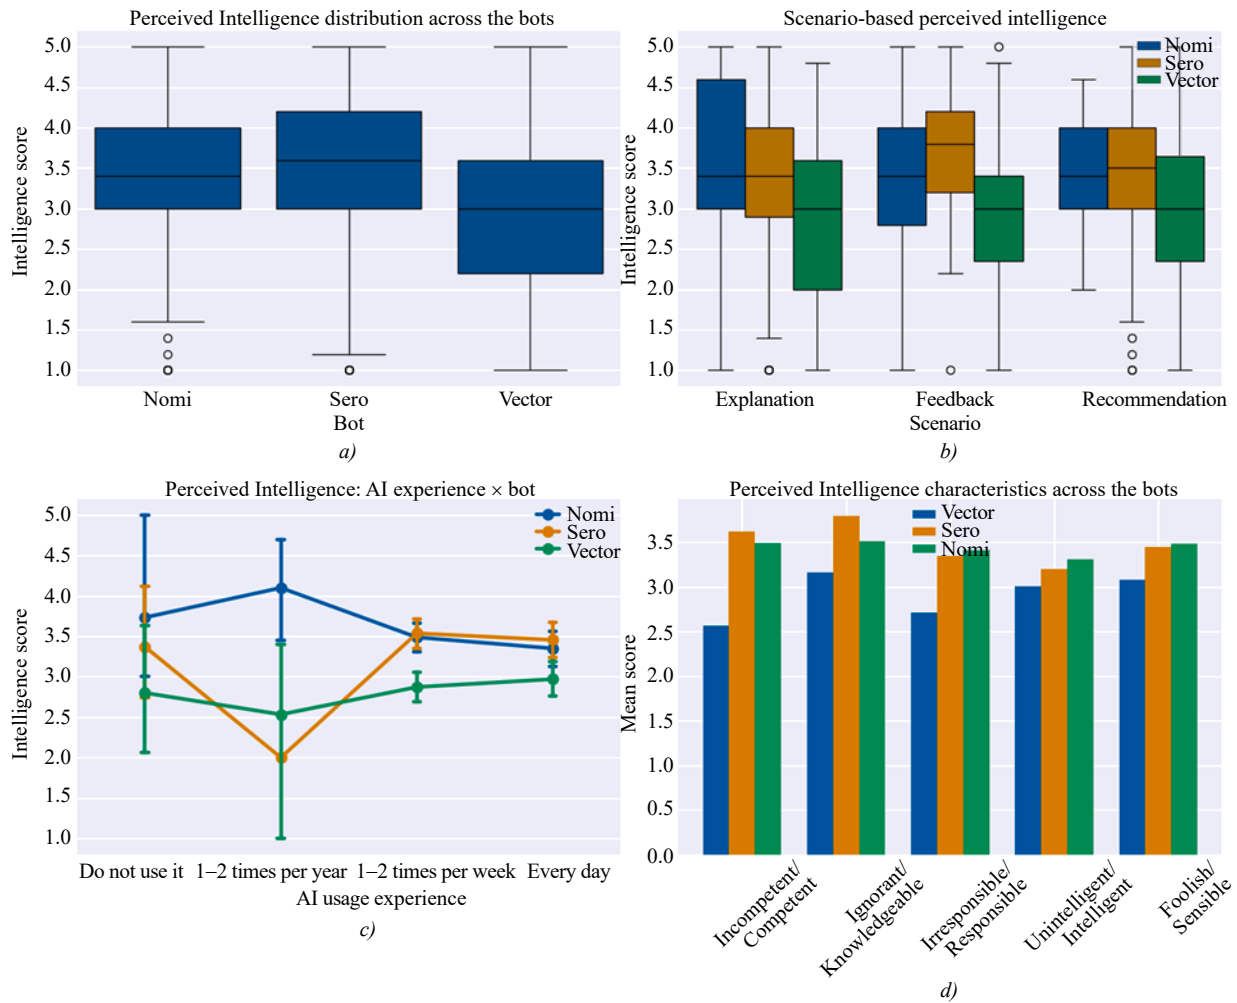 Perceived Intelligence distribution across the bots
Intelligence score
5.0
4.5
4.0
3.5
3.0
2.5
2.0
1.5
1.0
Nomi
Sero
Vector
Bot
a)
Scenario-based perceived intelligence
Intelligence score
5.0
4.5
4.0
3.5
3.0
2.5
2.0
1.5
1.0
Nomi
Sero
Vector
Explanation
Feedback
Recommendation
Scenario
b)
Perceived Intelligence: AI experience × bot
Intelligence score
5.0
4.5
4.0
3.5
3.0
2.5
2.0
1.5
1.0
Nomi
Sero
Vector
Do not use it
1–2 times per year
1–2 times per week
Every day
AI usage experience
c)
Perceived Intelligence characteristics across the bots
Mean score
3.5
3.0
2.5
2.0
1.5
1.0
0.5
0.0
Vector
Sero
Nomi
Incompetent/
Competent
Ignorant/
Knowledgeable
Irresponsible/
Responsible
Unintelligent/
Intelligent
Foolish/
Sensible
d)